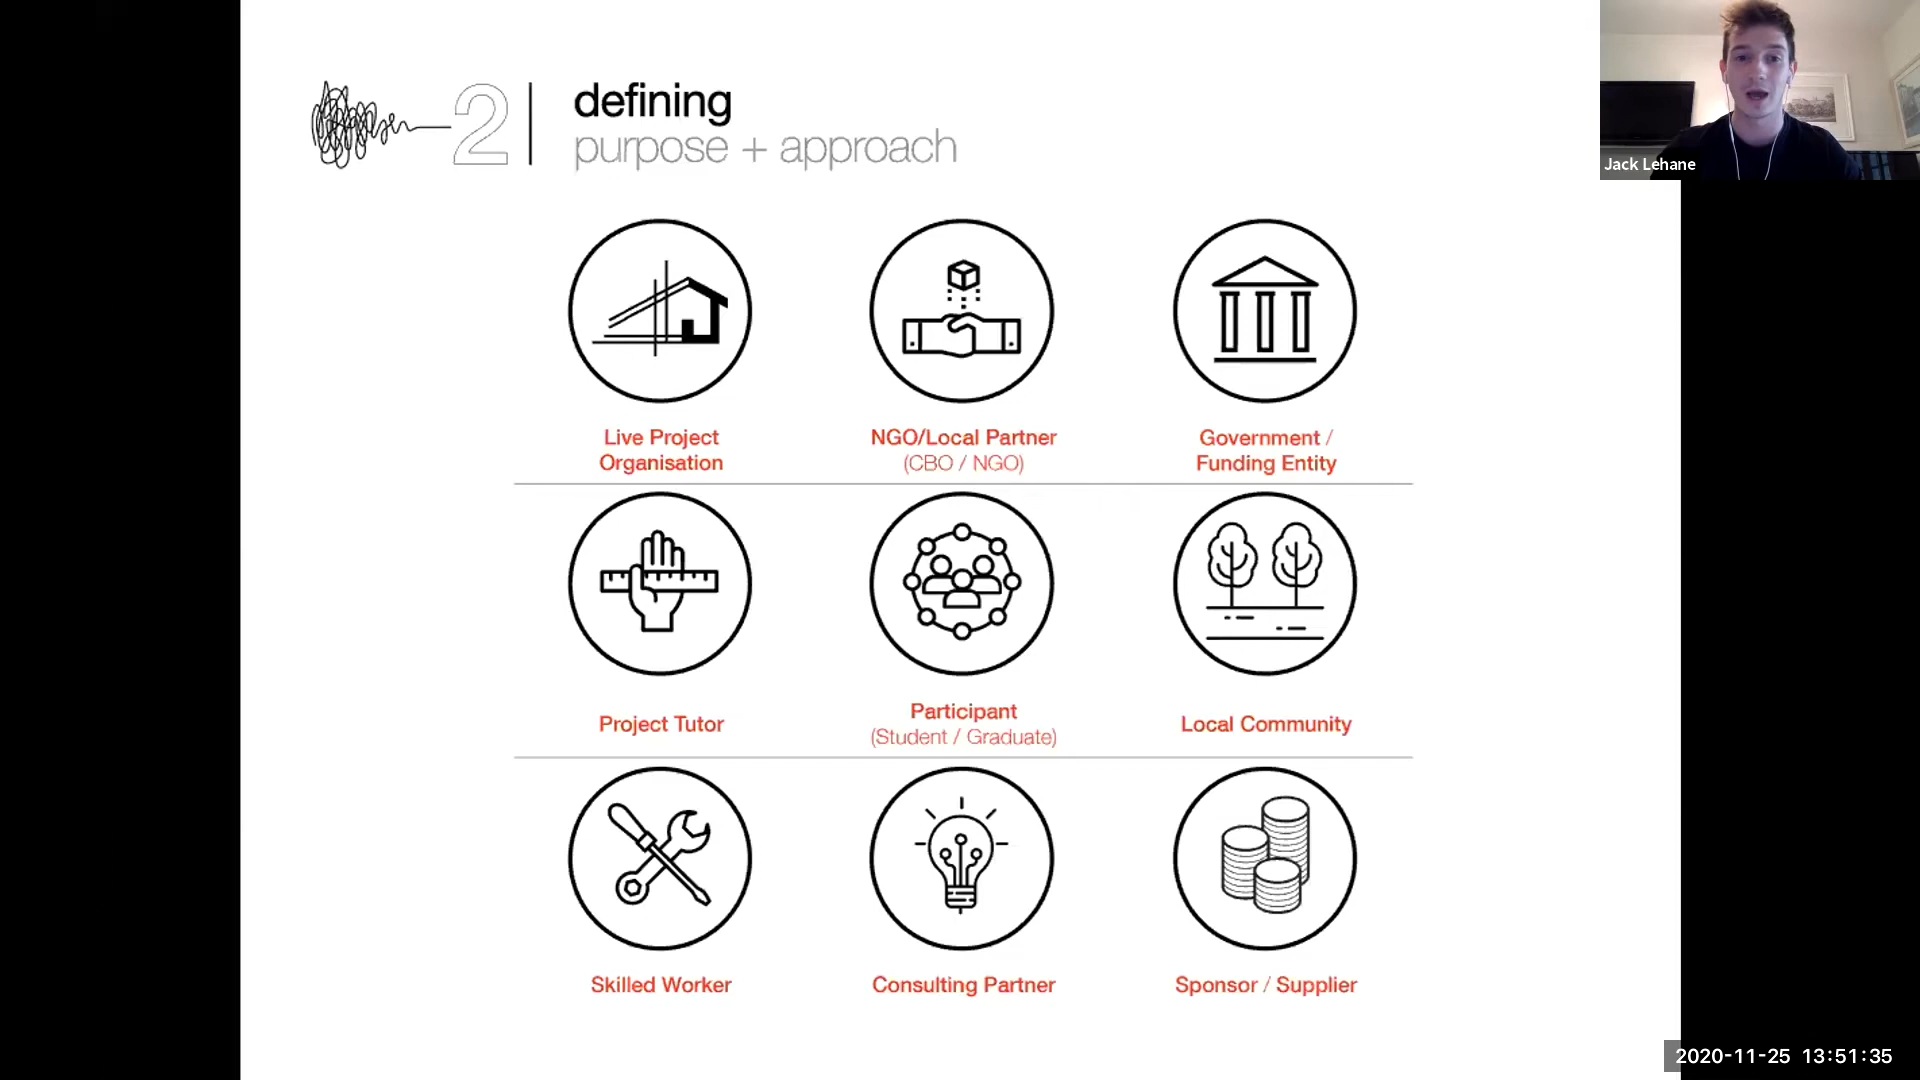 2
defining
purpose + approach
Jack Lehane
Live Project
Organisation
NGO/Local Partner
(CBO / NGO)
Government /
Funding Entity
Project Tutor
Participant
(Student / Graduate)
Local Community
Skilled Worker
Consulting Partner
Sponsor / Supplier
2020-11-25 13:51:35